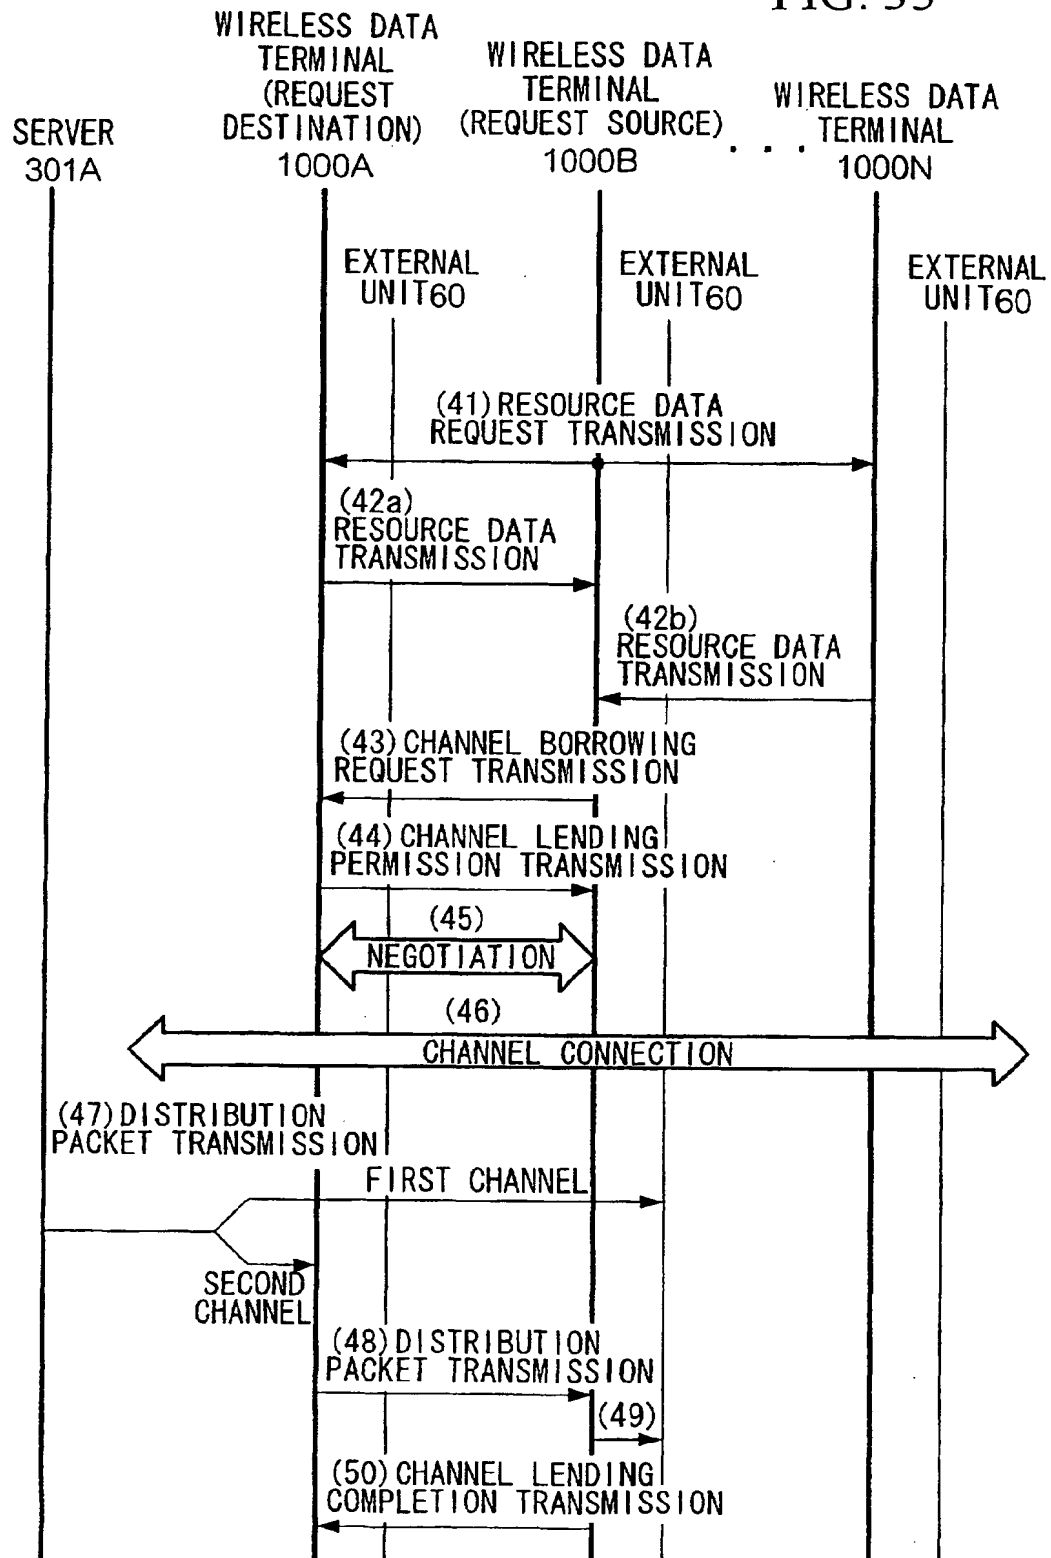 FIG. 35
WIRELESS DATA
TERMINAL
(REQUEST
DESTINATION)
1000A
WIRELESS DATA
TERMINAL
(REQUEST SOURCE)
1000B
. . .
WIRELESS DATA
TERMINAL
1000N
SERVER
301A
EXTERNAL
UNIT60
EXTERNAL
UNIT60
EXTERNAL
UNIT60
(41)RESOURCE DATA
REQUEST TRANSMISSION
(42a)
RESOURCE DATA
TRANSMISSION
(42b)
RESOURCE DATA
TRANSMISSION
(43)CHANNEL BORROWING
REQUEST TRANSMISSION
(44)CHANNEL LENDING
PERMISSION TRANSMISSION
(45)
NEGOTIATION
(46)
CHANNEL CONNECTION
(47)DISTRIBUTION
PACKET TRANSMISSION
FIRST CHANNEL
SECOND
CHANNEL
(48)DISTRIBUTION
PACKET TRANSMISSION
(49)
(50)CHANNEL LENDING
COMPLETION TRANSMISSION